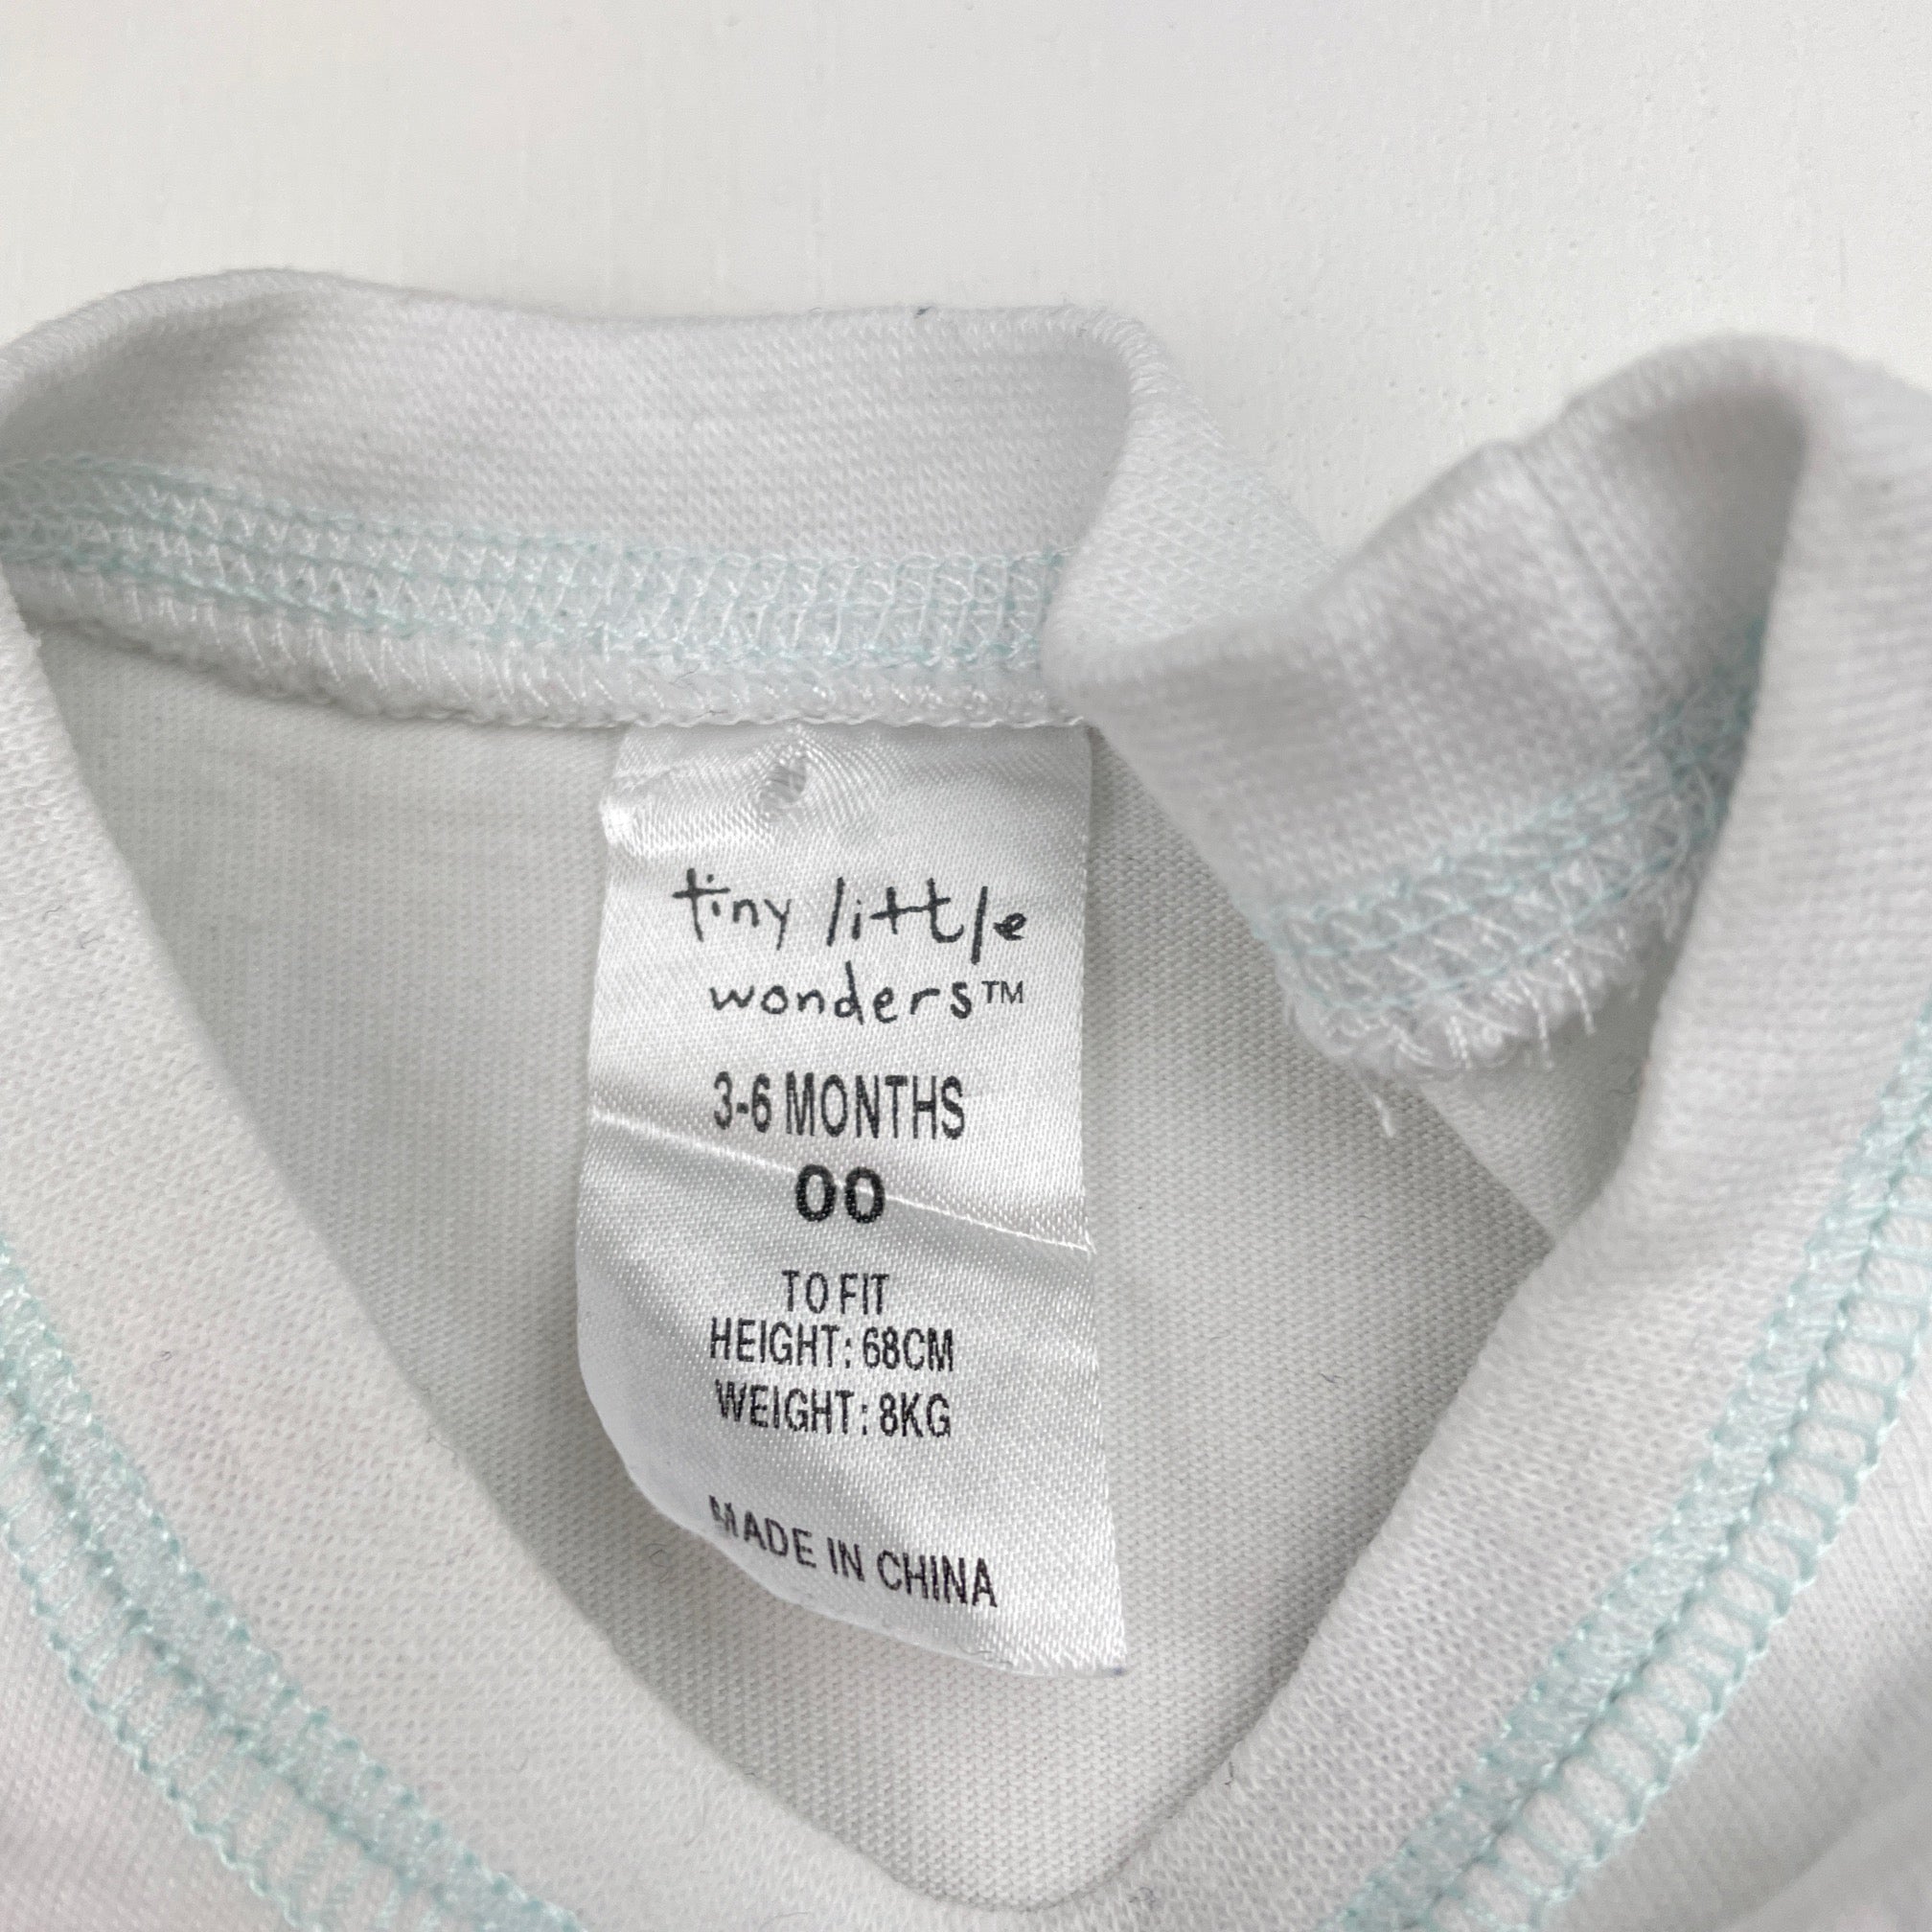 tiny little
wonders™
3-6 MONTHS
00
TO FIT
HEIGHT: 68CM
WEIGHT: 8KG
MADE IN CHINA